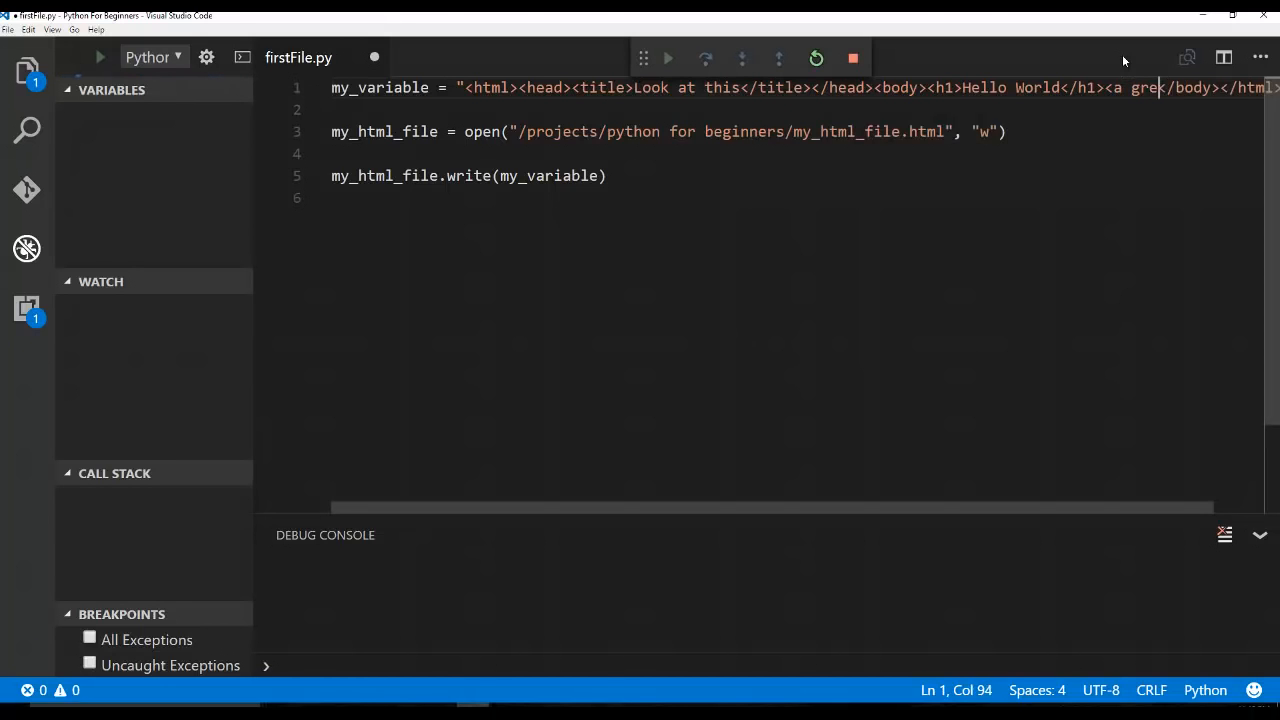 firstFile.py - Python For Beginners - Visual Studio Code
File Edit View Go Help
Pythor
firstFile.py
1
VARIABLES
1 my_variable = "<html><head><title>Look at this</title></head><body><h1>Hello World</h1><a gre</body></html>
2
3 my_html_file = open("/projects/python for beginners/my_html_file.html", "w")
4
5 my_html_file.write(my_variable)
6
WATCH
1
CALL STACK
DEBUG CONSOLE
BREAKPOINTS
All Exceptions
Uncaught Exceptions
0 0 Ln 1, Col 94 Spaces: 4 UTF-8 CRLF Python